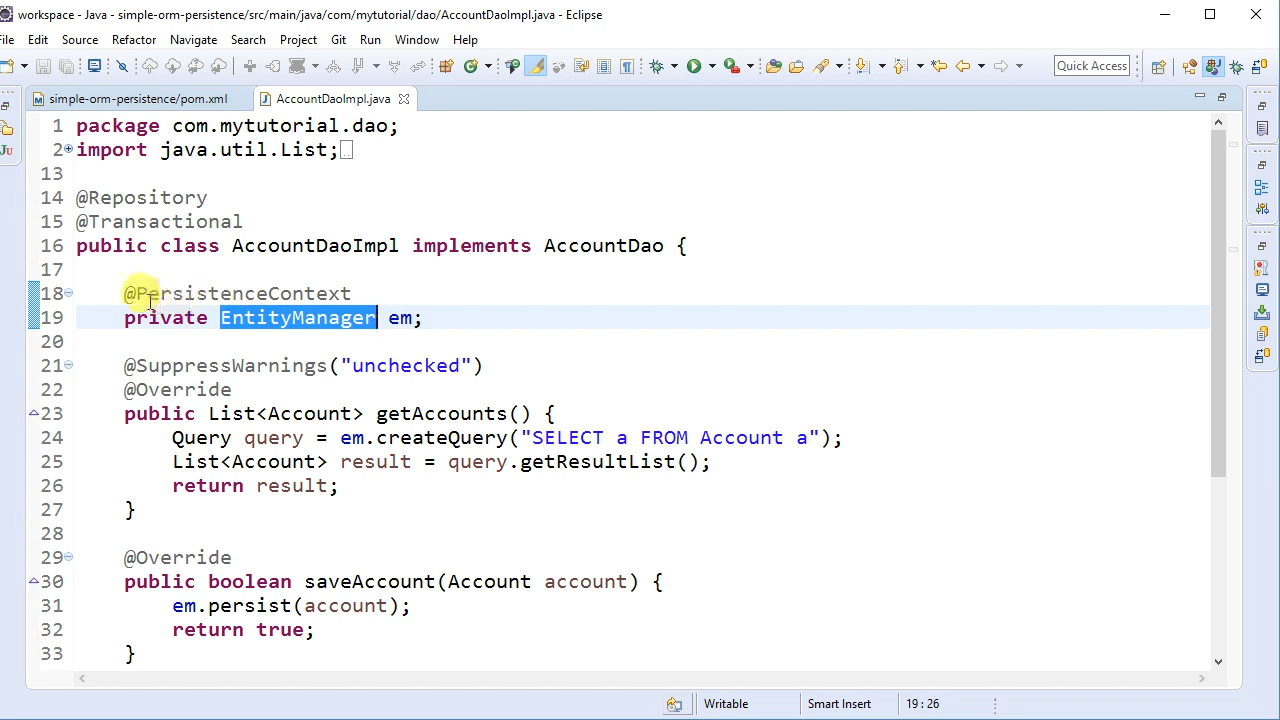 workspace - Java - simple-orm-persistence/src/main/java/com/mytutorial/dao/AccountDaoImpl.java - Eclipse
File Edit Source Refactor Navigate Search Project Git Run Window Help
Quick Access
simple-orm-persistence/pom.xml AccountDaoImpl.java
1 package com.mytutorial.dao;
2 import java.util.List;
13
14 @Repository
15 @Transactional
16 public class AccountDaoImpl implements AccountDao {
17
18 @PersistenceContext
19 private EntityManager em;
20
21 @SuppressWarnings("unchecked")
22 @Override
23 public List<Account> getAccounts() {
24 Query query = em.createQuery("SELECT a FROM Account a");
25 List<Account> result = query.getResultList();
26 return result;
27 }
28
29 @Override
30 public boolean saveAccount(Account account) {
31 em.persist(account);
32 return true;
33 }
Writable Smart Insert 19 : 26